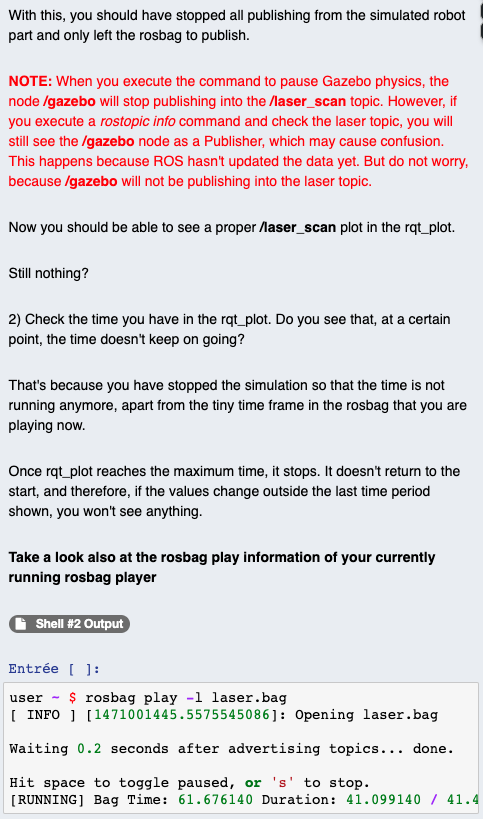 With this, you should have stopped all publishing from the simulated robot
part and only left the rosbag to publish.
NOTE: When you execute the command to pause Gazebo physics, the
node /gazebo will stop publishing into the /laser_scan topic. However, if
you execute a rostopic info command and check the laser topic, you will
still see the /gazebo node as a Publisher, which may cause confusion.
This happens because ROS hasn't updated the data yet. But do not worry,
because /gazebo will not be publishing into the laser topic.
Now you should be able to see a proper /laser_scan plot in the rqt_plot.
Still nothing?
2) Check the time you have in the rqt_plot. Do you see that, at a certain
point, the time doesn't keep on going?
That's because you have stopped the simulation so that the time is not
running anymore, apart from the tiny time frame in the rosbag that you are
playing now.
Once rqt_plot reaches the maximum time, it stops. It doesn't return to the
start, and therefore, if the values change outside the last time period
shown, you won't see anything.
Take a look also at the rosbag play information of your currently
running rosbag player
Shell #2 Output
Entrée [ ]:
user ~ $ rosbag play -l laser.bag
[ INFO ] [1471001445.5575545086]: Opening laser.bag
Waiting 0.2 seconds after advertising topics... done.
Hit space to toggle paused, or 's' to stop.
[RUNNING] Bag Time: 61.676140 Duration: 41.099140 / 41.4